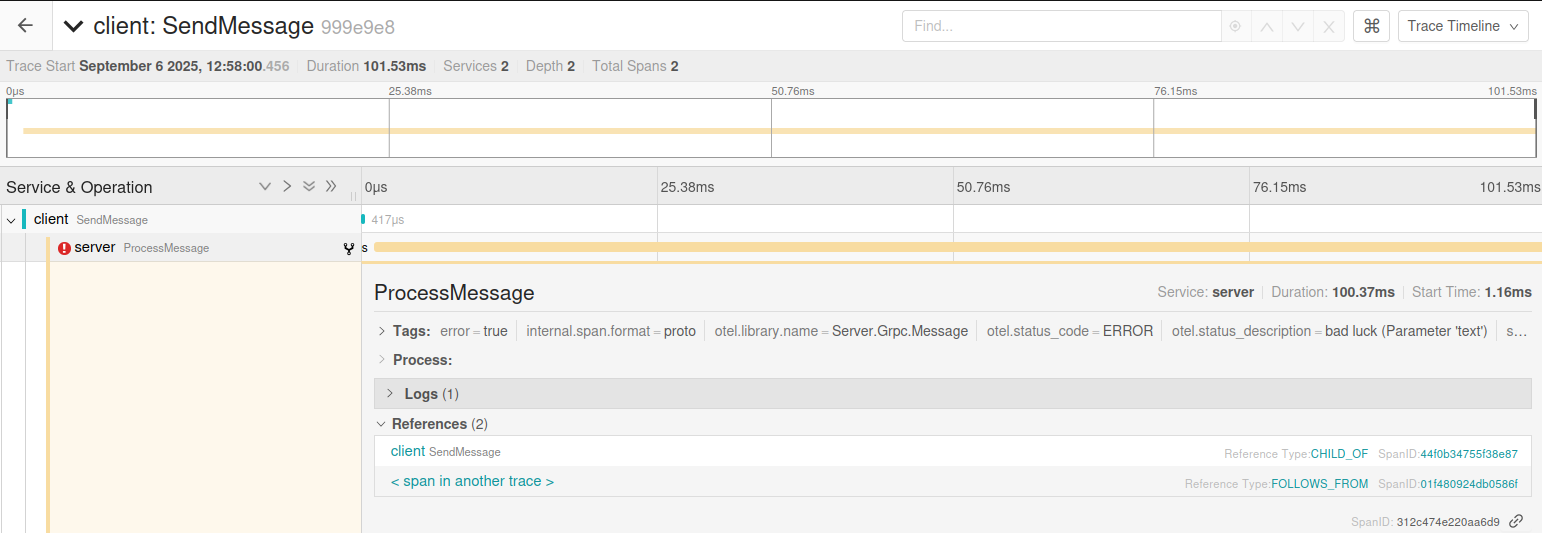 client: SendMessage 999e9e8 Find... ⌘ Trace Timeline
Trace Start September 6 2025, 12:58:00.456 Duration 101.53ms Services 2 Depth 2 Total Spans 2
0μs 25.38ms 50.76ms 76.15ms 101.53ms
Service & Operation 0μs 25.38ms 50.76ms 76.15ms 101.53ms
client SendMessage 417μs
server ProcessMessage s
ProcessMessage Service: server Duration: 100.37ms Start Time: 1.16ms
Tags: error = true internal.span.format = proto otel.library.name = Server.Grpc.Message otel.status_code = ERROR otel.status_description = bad luck (Parameter 'text') s...
Process:
Logs (1)
References (2)
client SendMessage Reference Type:CHILD_OF SpanID:44f0b34755f38e87
< span in another trace > Reference Type:FOLLOWS_FROM SpanID:01f480924db0586f
SpanID: 312c474e220aa6d9